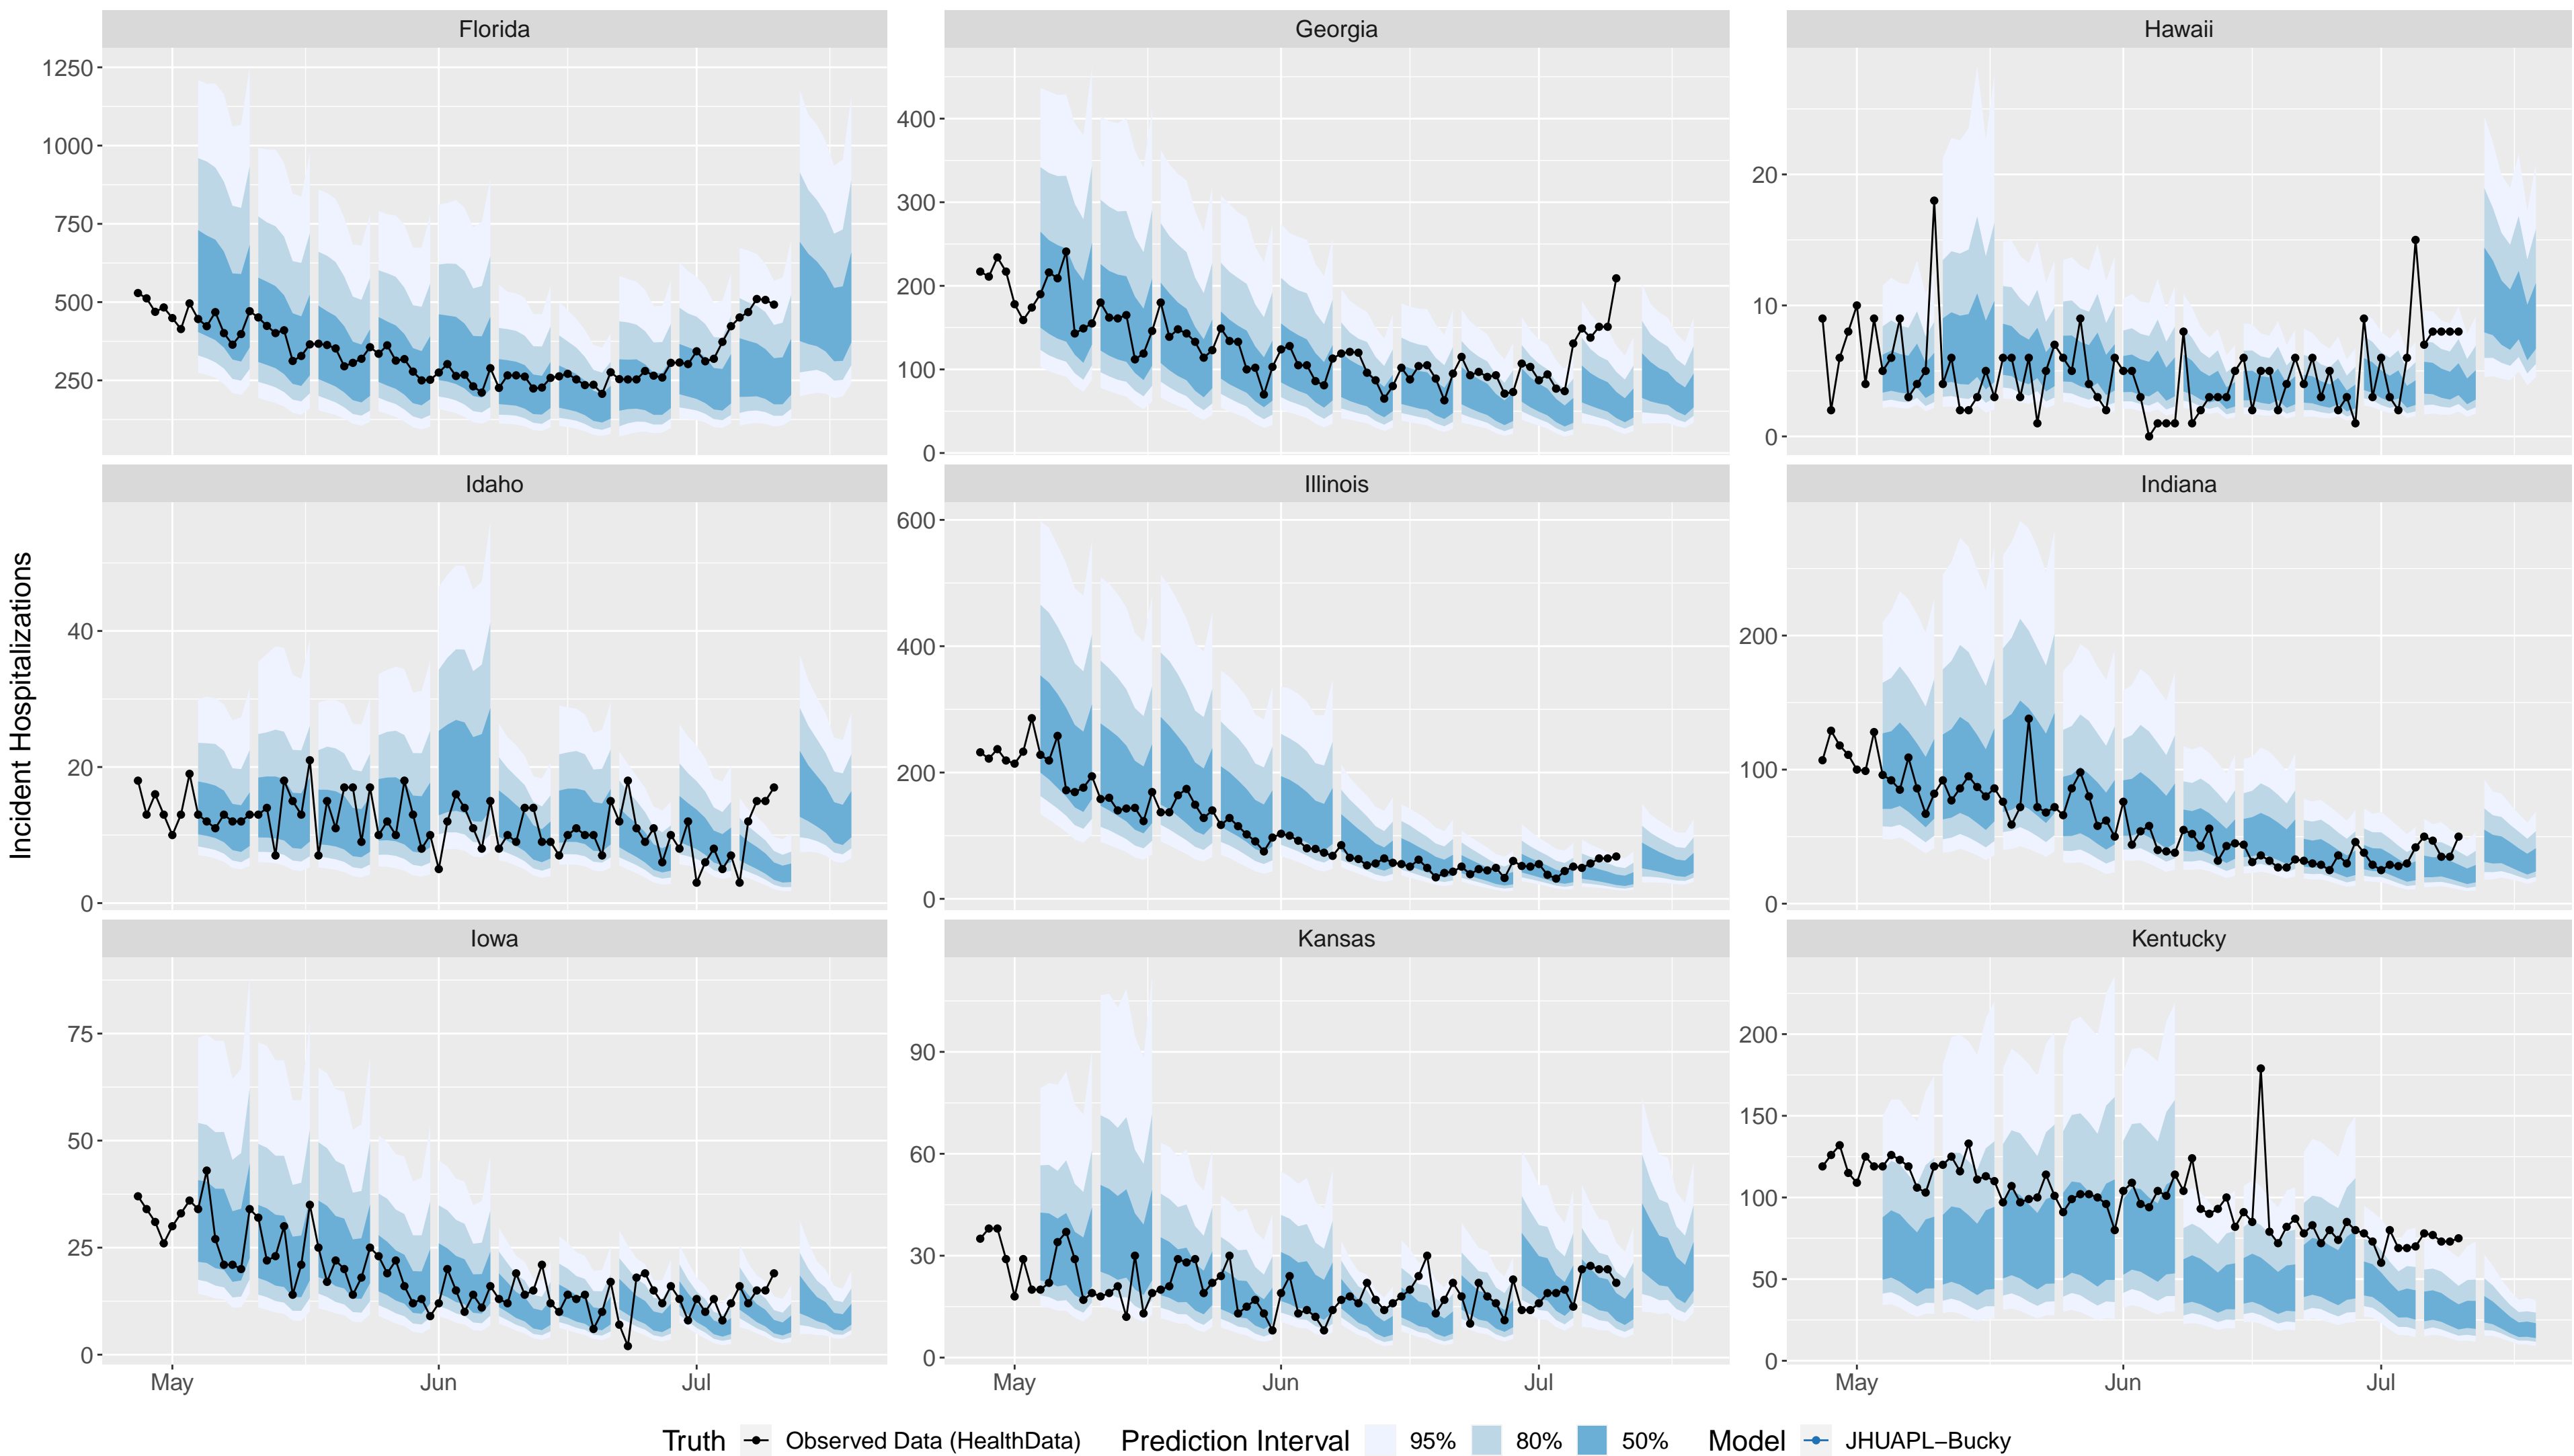 Florida
Georgia
Hawaii
1250
1000
750
500
250
400
300
200
100
0
20
10
0
Idaho
Illinois
Indiana
40
20
0
600
400
200
0
200
100
0
Iowa
Kansas
Kentucky
75
50
25
0
90
60
30
0
200
150
100
50
0
May Jun Jul
May Jun Jul
May Jun Jul
Incident Hospitalizations
Truth Observed Data (HealthData) Prediction Interval 95% 80% 50% Model JHUAPL−Bucky